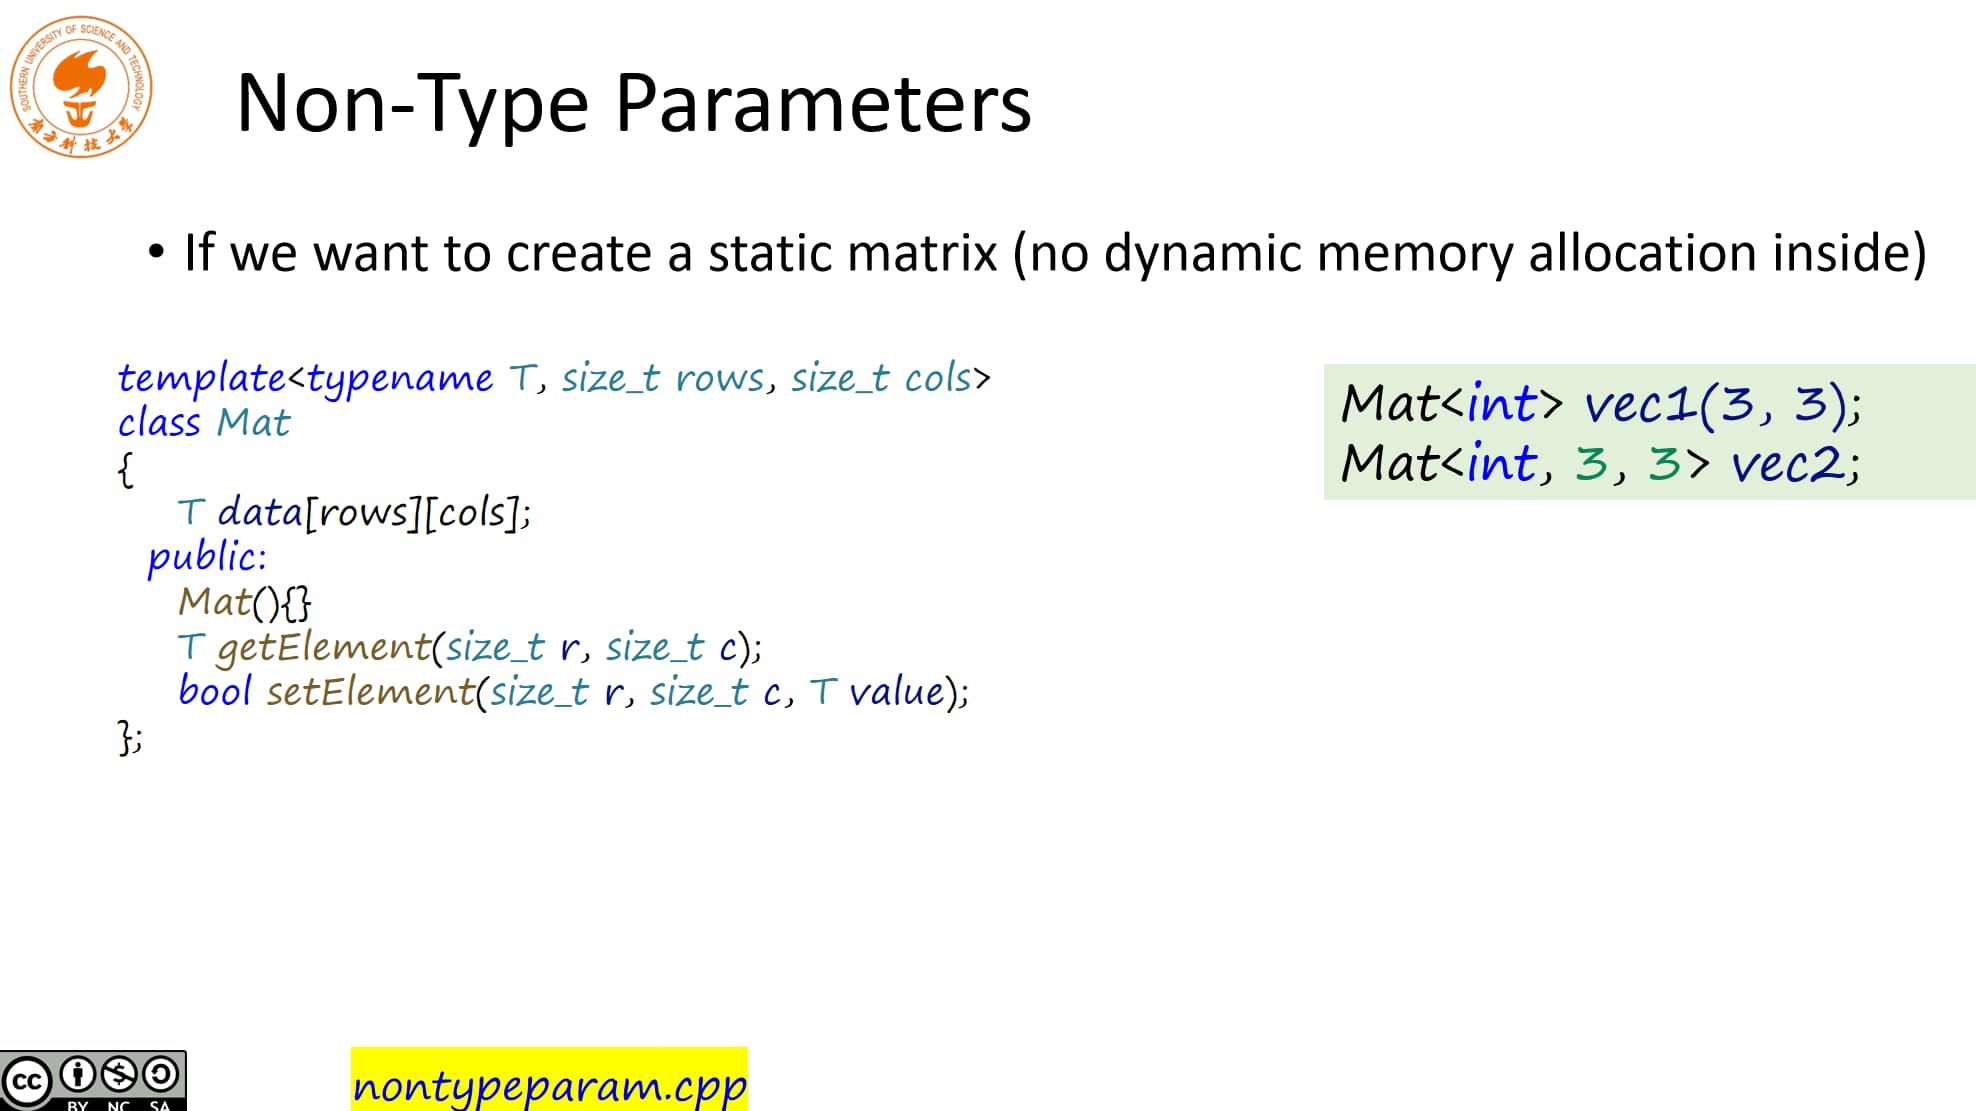 SOUTHERN UNIVERSITY OF SCIENCE AND TECHNOLOGY
南方科技大学
Non-Type Parameters
• If we want to create a static matrix (no dynamic memory allocation inside)
template<typename T, size_t rows, size_t cols>
class Mat
{
T data[rows][cols];
public:
Mat(){}
T getElement(size_t r, size_t c);
bool setElement(size_t r, size_t c, T value);
};
Mat<int> vec1(3, 3);
Mat<int, 3, 3> vec2;
cc
BY NC SA
nontypeparam.cpp